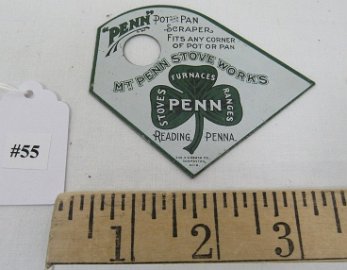 "PENN" POT AND PAN
SCRAPER.
FITS ANY CORNER
OF POT OR PAN
MT. PENN STOVE WORKS
FURNACES
STOVES PENN RANGES
READING, PENNA.
#55
1 2 3